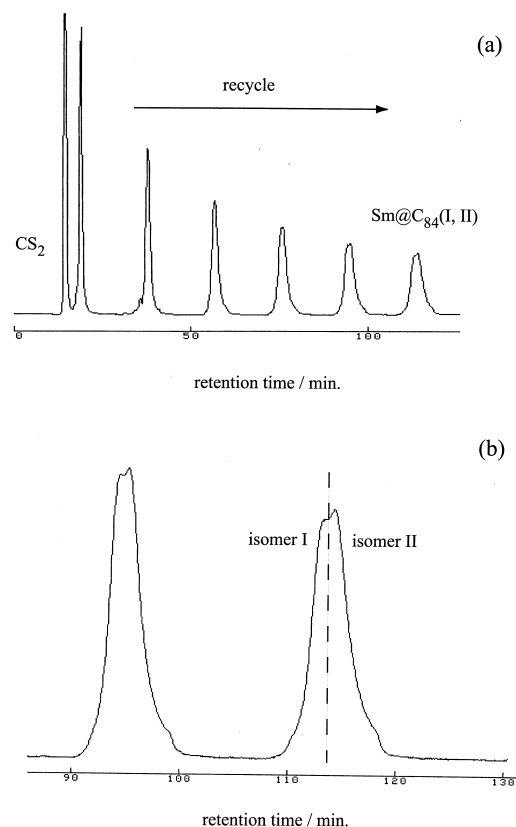 (a)
recycle
Sm@C84(I, II)
CS2
0 50 100
retention time / min.
(b)
isomer I isomer II
90 100 110 120 130
retention time / min.